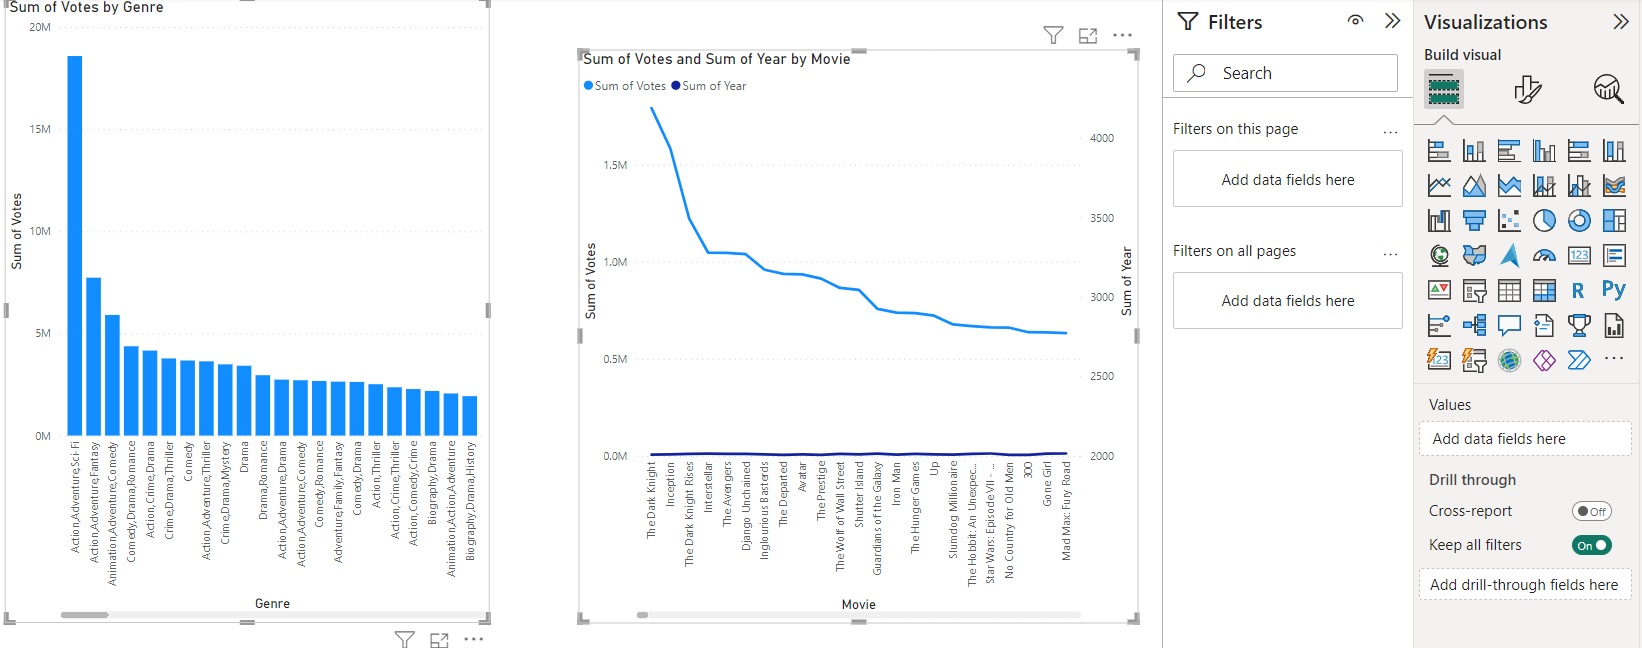 Sum of Votes by Genre
20M
15M
10M
5M
0M
Sum of Votes
Action,Adventure,Sci-Fi
Action,Adventure,Fantasy
Animation,Adventure,Comedy
Comedy,Drama,Romance
Action,Crime,Drama
Crime,Drama,Thriller
Comedy
Action,Adventure,Thriller
Crime,Drama,Mystery
Drama
Drama,Romance
Action,Adventure,Drama
Action,Adventure,Comedy
Comedy,Romance
Adventure,Family,Fantasy
Comedy,Drama
Action,Thriller
Action,Crime,Thriller
Action,Comedy,Crime
Biography,Drama
Animation,Action,Adventure
Biography,Drama,History
Genre
Sum of Votes and Sum of Year by Movie
Sum of Votes Sum of Year
1.5M
1.0M
0.5M
0.0M
Sum of Votes
4000
3500
3000
2500
2000
Sum of Year
The Dark Knight
Inception
The Dark Knight Rises
Interstellar
The Avengers
Django Unchained
Inglourious Basterds
The Departed
Avatar
The Prestige
The Wolf of Wall Street
Shutter Island
Guardians of the Galaxy
Iron Man
The Hunger Games
Up
Slumdog Millionaire
The Hobbit: An Unexpec...
Star Wars: Episode VII - ...
No Country for Old Men
300
Gone Girl
Mad Max: Fury Road
Movie
Filters
Search
Filters on this page
Add data fields here
Filters on all pages
Add data fields here
Visualizations
Build visual
123
R
Py
123
Values
Add data fields here
Drill through
Cross-report Off
Keep all filters On
Add drill-through fields here